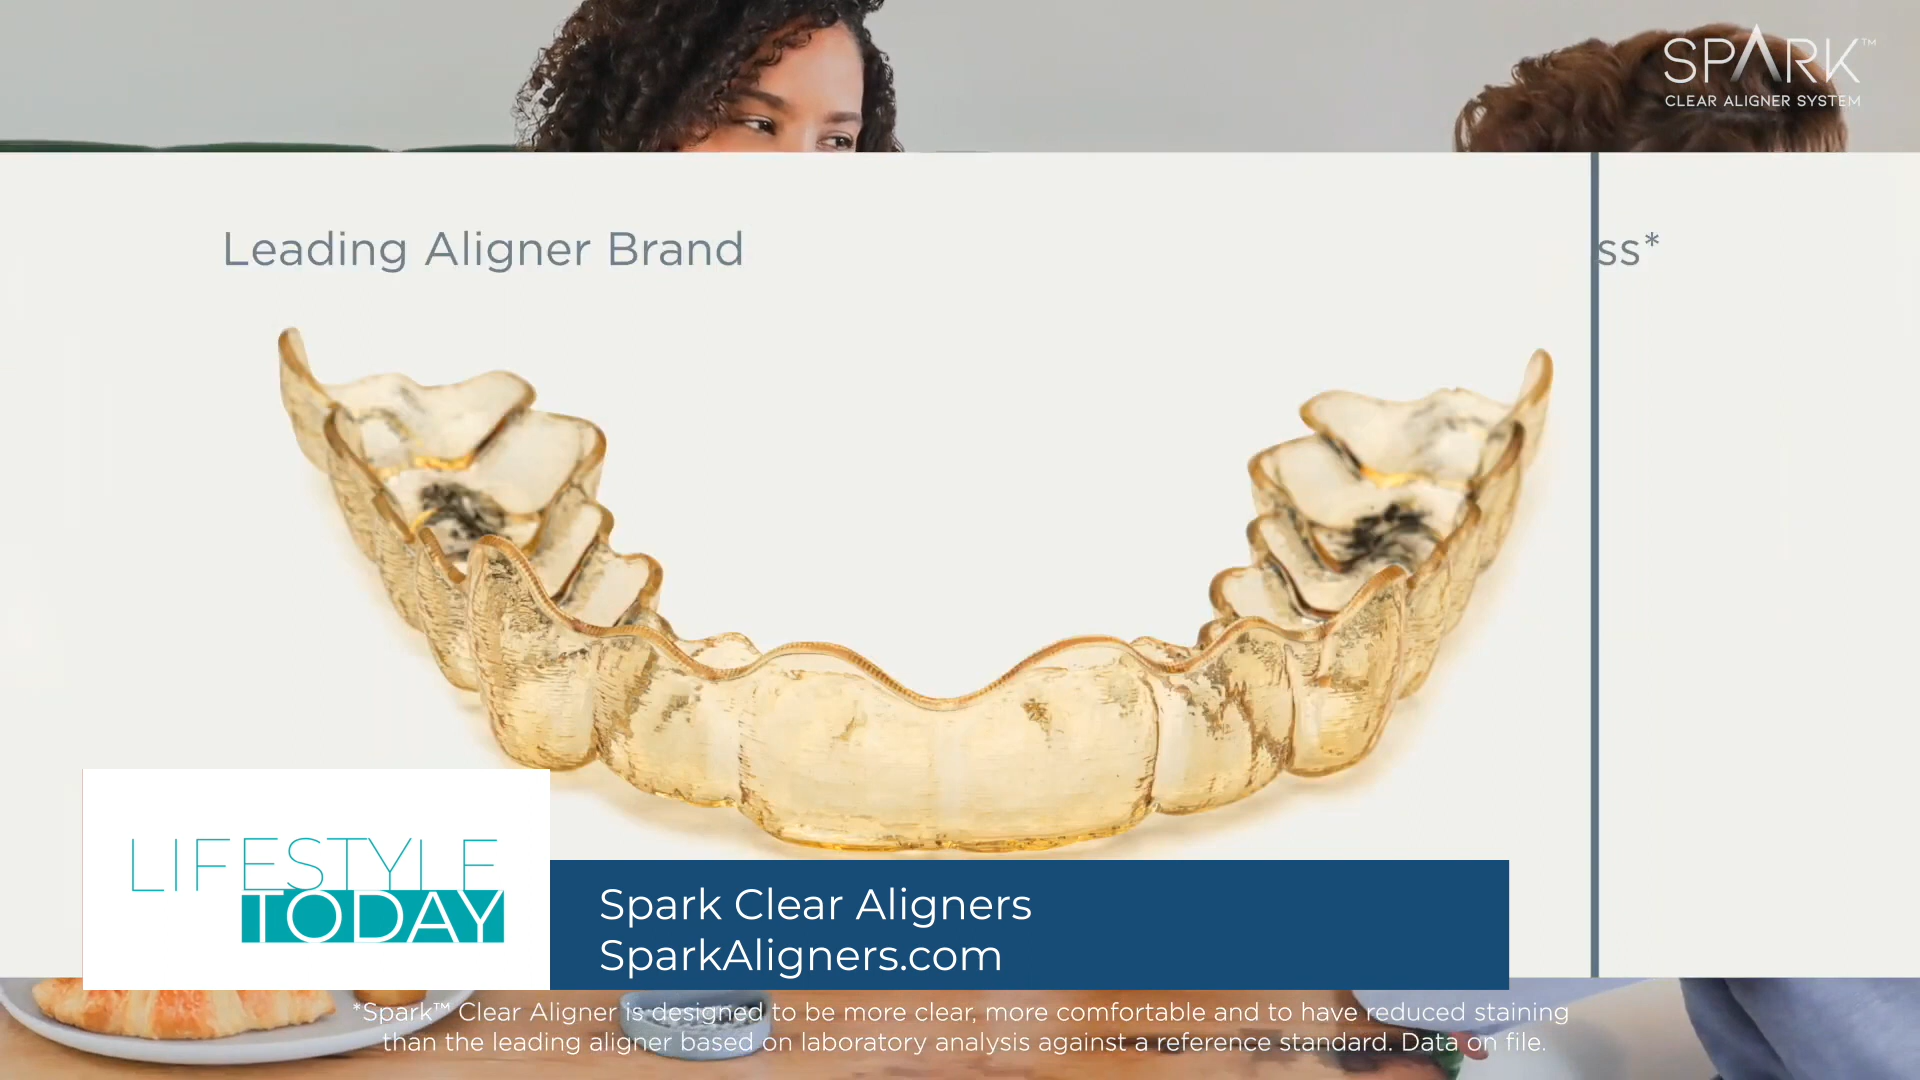 SPARK™
CLEAR ALIGNER SYSTEM
Leading Aligner Brand
ss*
LIFESTYLE
TODAY
Spark Clear Aligners
SparkAligners.com
*Spark™ Clear Aligner is designed to be more clear, more comfortable and to have reduced staining
than the leading aligner based on laboratory analysis against a reference standard. Data on file.